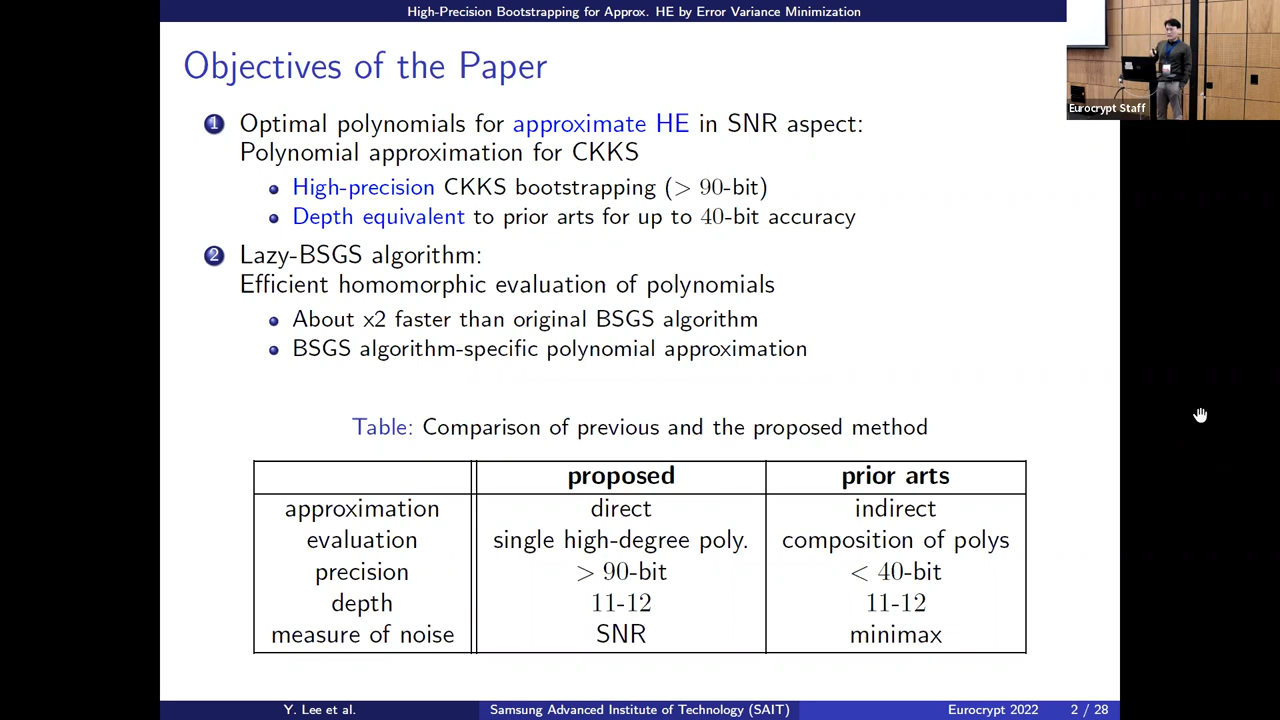 High-Precision Bootstrapping for Approx. HE by Error Variance Minimization
Objectives of the Paper
1 Optimal polynomials for approximate HE in SNR aspect:
Polynomial approximation for CKKS
High-precision CKKS bootstrapping (> 90-bit)
Depth equivalent to prior arts for up to 40-bit accuracy
2 Lazy-BSGS algorithm:
Efficient homomorphic evaluation of polynomials
About x2 faster than original BSGS algorithm
BSGS algorithm-specific polynomial approximation
Table: Comparison of previous and the proposed method
proposed prior arts
approximation direct indirect
evaluation single high-degree poly. composition of polys
precision > 90-bit < 40-bit
depth 11-12 11-12
measure of noise SNR minimax
Y. Lee et al. Samsung Advanced Institute of Technology (SAIT) Eurocrypt 2022 2 / 28
Eurocrypt Staff